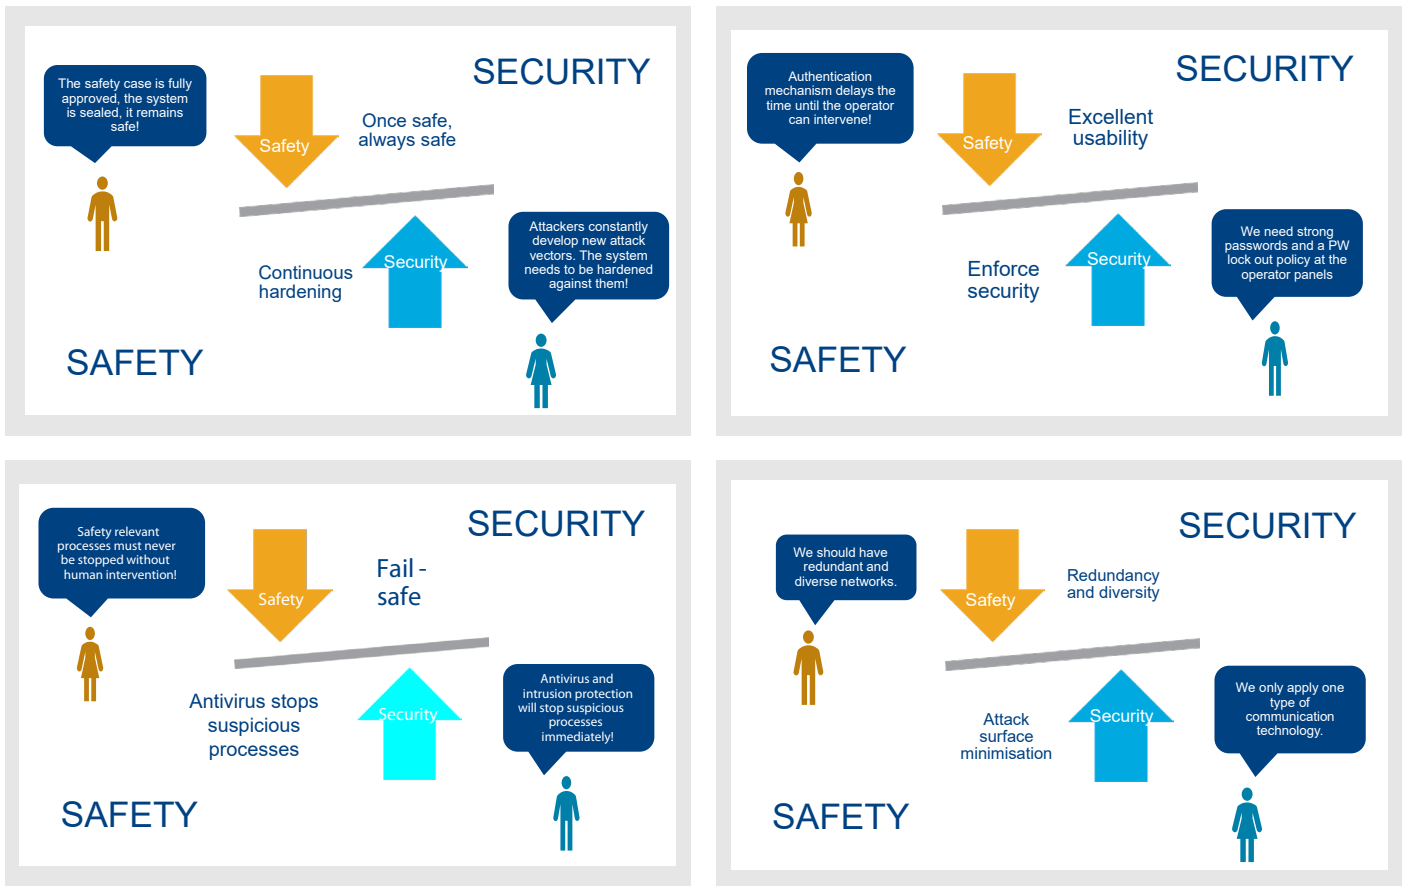 SECURITY
The safety case is fully
approved, the system
is sealed, it remains
safe!
Safety
Once safe,
always safe
Continuous
hardening
Security
Attackers constantly
develop new attack
vectors. The system
needs to be hardened
against them!
SAFETY
SECURITY
Authentication
mechanism delays the
time until the operator
can intervene!
Safety
Excellent
usability
Enforce
security
Security
We need strong
passwords and a PW
lock out policy at the
operator panels
SAFETY
SECURITY
Safety relevant
processes must never
be stopped without
human intervention!
Safety
Fail -
safe
Antivirus stops
suspicious
processes
Security
Antivirus and
intrusion protection
will stop suspicious
processes
immediately!
SAFETY
SECURITY
We should have
redundant and
diverse networks.
Safety
Redundancy
and diversity
Attack
surface
minimisation
Security
We only apply one
type of
communication
technology.
SAFETY